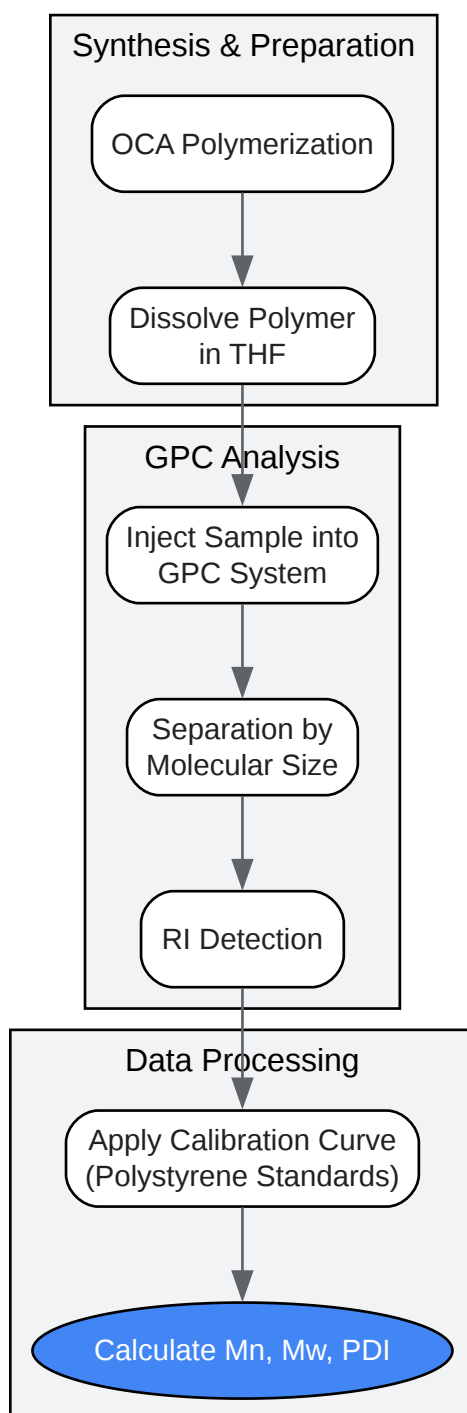 Synthesis & Preparation
OCA Polymerization
Dissolve Polymer
in THF
GPC Analysis
Inject Sample into
GPC System
Separation by
Molecular Size
RI Detection
Data Processing
Apply Calibration Curve
(Polystyrene Standards)
Calculate Mn, Mw, PDI